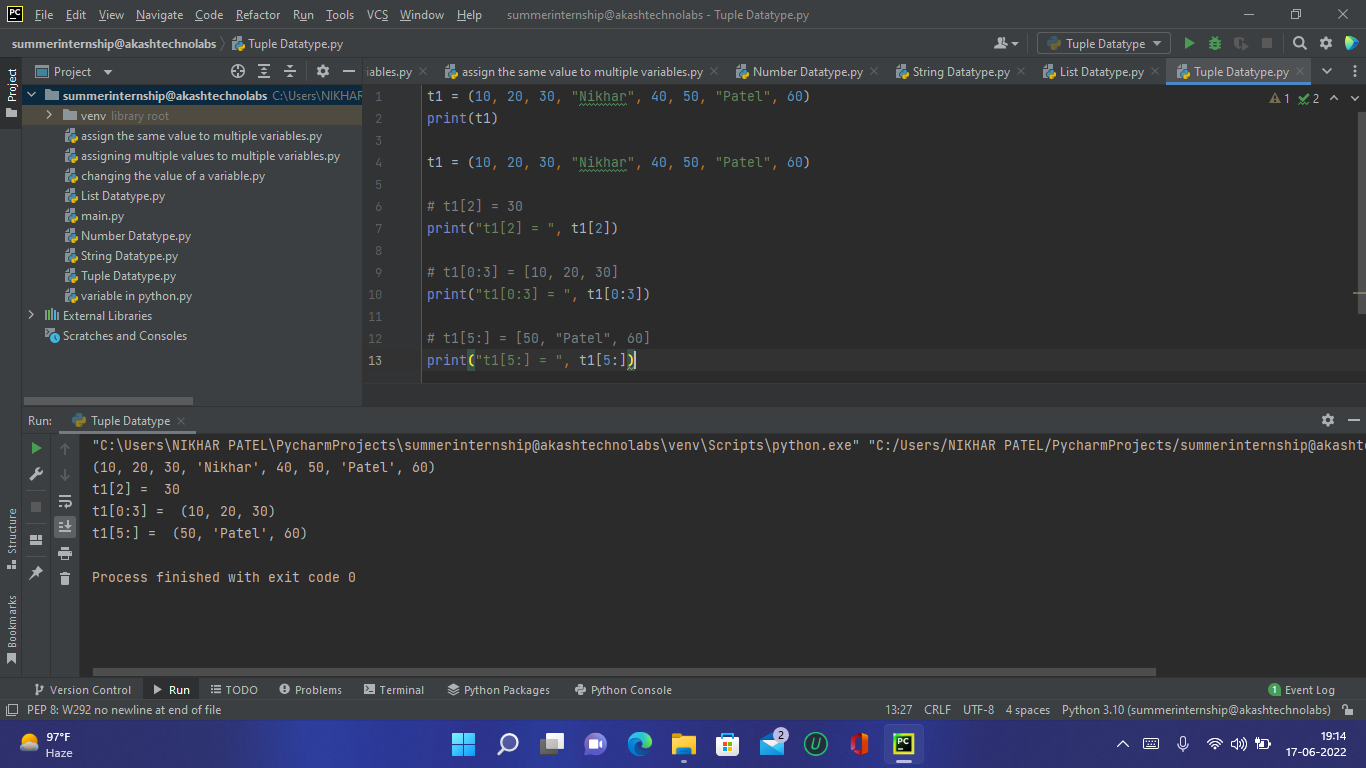 File Edit View Navigate Code Refactor Run Tools VCS Window Help summerinternship@akashtechnolabs - Tuple Datatype.py
summerinternship@akashtechnolabs Tuple Datatype.py Tuple Datatype
Project
Project
iables.py assign the same value to multiple variables.py Number Datatype.py String Datatype.py List Datatype.py Tuple Datatype.py
summerinternship@akashtechnolabs C:\Users\NIKHAR
venv library root
assign the same value to multiple variables.py
assigning multiple values to multiple variables.py
changing the value of a variable.py
List Datatype.py
main.py
Number Datatype.py
String Datatype.py
Tuple Datatype.py
variable in python.py
External Libraries
Scratches and Consoles
1 t1 = (10, 20, 30, "Nikhar", 40, 50, "Patel", 60)
2 print(t1)
3
4 t1 = (10, 20, 30, "Nikhar", 40, 50, "Patel", 60)
5
6 # t1[2] = 30
7 print("t1[2] = ", t1[2])
8
9 # t1[0:3] = [10, 20, 30]
10 print("t1[0:3] = ", t1[0:3])
11
12 # t1[5:] = [50, "Patel", 60]
13 print("t1[5:] = ", t1[5:])
1 2
Run: Tuple Datatype
"C:\Users\NIKHAR PATEL\PycharmProjects\summerinternship@akashtechnolabs\venv\Scripts\python.exe" "C:/Users/NIKHAR PATEL/PycharmProjects/summerinternship@akasht
(10, 20, 30, 'Nikhar', 40, 50, 'Patel', 60)
t1[2] =  30
t1[0:3] =  (10, 20, 30)
t1[5:] =  (50, 'Patel', 60)
Process finished with exit code 0
Structure
Bookmarks
Version Control Run TODO Problems Terminal Python Packages Python Console 1 Event Log
PEP 8: W292 no newline at end of file 13:27 CRLF UTF-8 4 spaces Python 3.10 (summerinternship@akashtechnolabs)
97°F
Haze
2
U
PC
19:14
17-06-2022